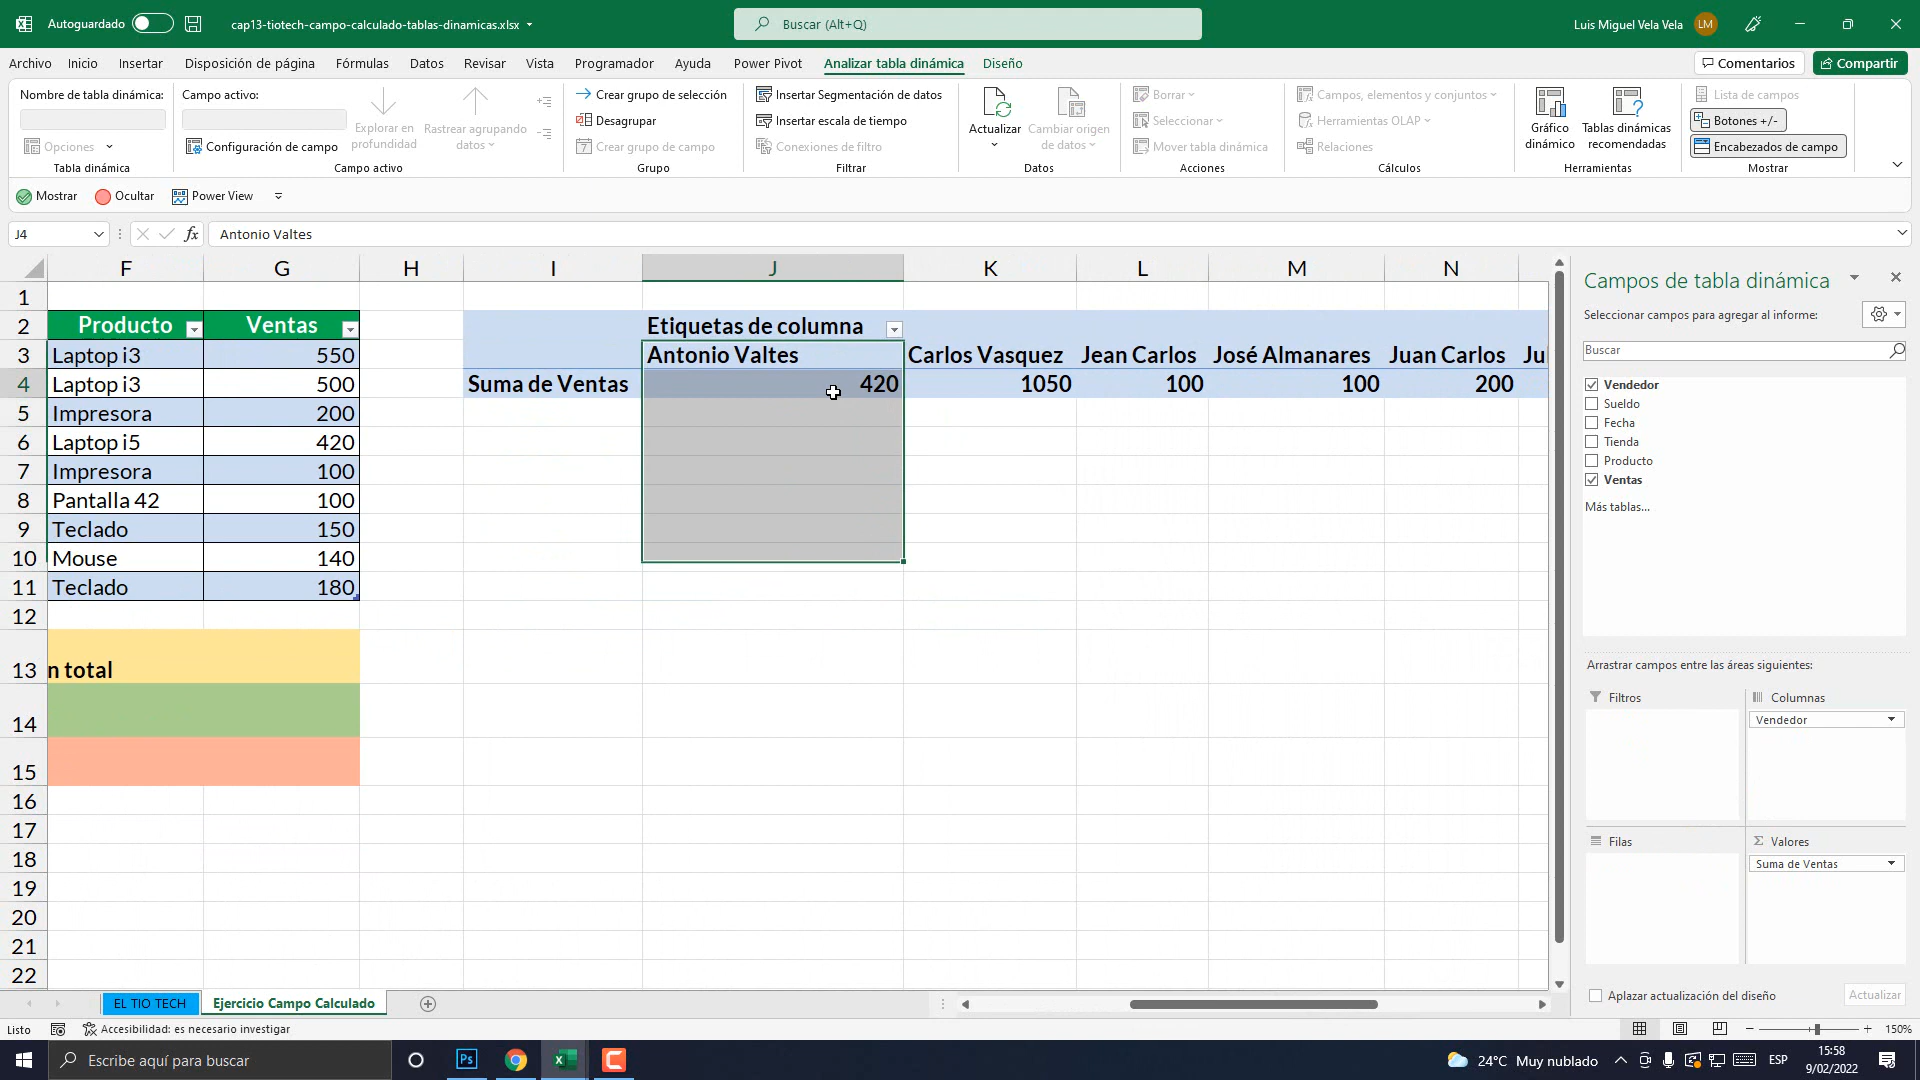 Autoguardado
cap13-tiotech-campo-calculado-tablas-dinamicas.xlsx
Buscar (Alt+Q)
Luis Miguel Vela Vela
LM
Archivo Inicio Insertar Disposición de página Fórmulas Datos Revisar Vista Programador Ayuda Power Pivot Analizar tabla dinámica Diseño
Comentarios
Compartir
Nombre de tabla dinámica:
Opciones
Tabla dinámica
Campo activo:
Configuración de campo
Explorar en profundidad
Rastrear agrupando datos
Campo activo
Crear grupo de selección
Desagrupar
Crear grupo de campo
Grupo
Insertar Segmentación de datos
Insertar escala de tiempo
Conexiones de filtro
Filtrar
Actualizar
Cambiar origen de datos
Datos
Borrar
Seleccionar
Mover tabla dinámica
Acciones
Campos, elementos y conjuntos
Herramientas OLAP
Relaciones
Cálculos
Gráfico dinámico
Tablas dinámicas recomendadas
Herramientas
Lista de campos
Botones +/-
Encabezados de campo
Mostrar
Mostrar Ocultar Power View
J4
fx
Antonio Valtes
F G H I J K L M N
1
2 Producto Ventas Etiquetas de columna
3 Laptop i3 550 Antonio Valtes Carlos Vasquez Jean Carlos José Almanares Juan Carlos Jul
4 Laptop i3 500 Suma de Ventas 420 1050 100 100 200
5 Impresora 200
6 Laptop i5 420
7 Impresora 100
8 Pantalla 42 100
9 Teclado 150
10 Mouse 140
11 Teclado 180
12
13 n total
14
15
16
17
18
19
20
21
22
Campos de tabla dinámica
Seleccionar campos para agregar al informe:
Buscar
Vendedor
Sueldo
Fecha
Tienda
Producto
Ventas
Más tablas...
Arrastrar campos entre las áreas siguientes:
Filtros
Columnas
Vendedor
Filas
Σ Valores
Suma de Ventas
Aplazar actualización del diseño
Actualizar
EL TIO TECH
Ejercicio Campo Calculado
Listo
Accesibilidad: es necesario investigar
150%
Escribe aquí para buscar
Ps
24°C Muy nublado
ESP
15:58
9/02/2022